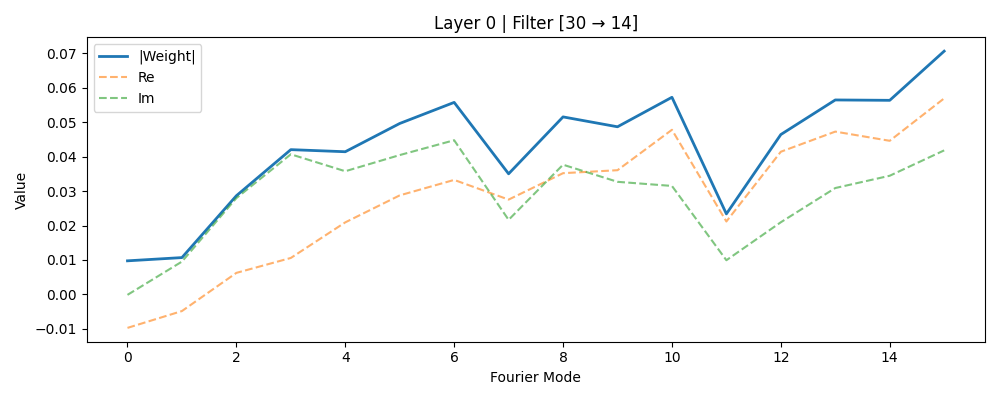 Layer 0 | Filter [30 → 14]
|Weight|
Re
Im
Value
0.07
0.06
0.05
0.04
0.03
0.02
0.01
0.00
−0.01
0 2 4 6 8 10 12 14
Fourier Mode